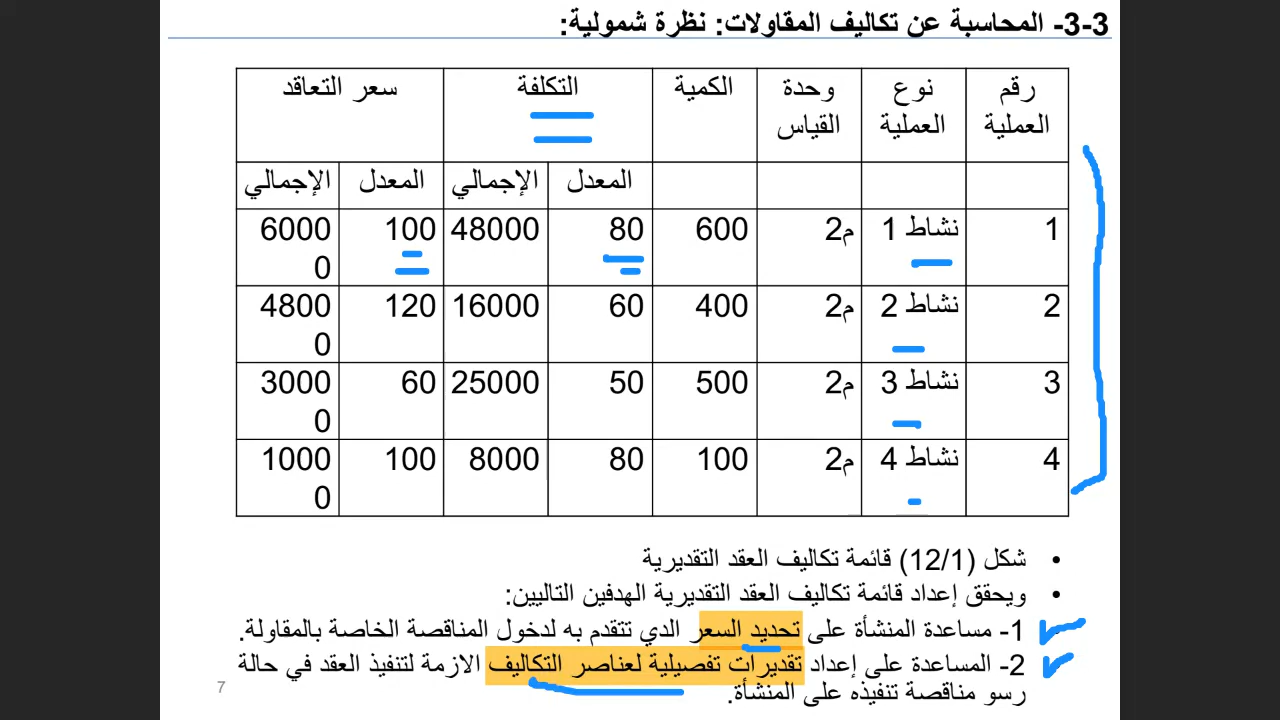 3-3- المحاسبة عن تكاليف المقاولات: نظرة شمولية:
رقم العملية نوع العملية وحدة القياس الكمية التكلفة سعر التعاقد
المعدل الإجمالي المعدل الإجمالي
1 نشاط 1 م2 600 80 48000 100 60000
2 نشاط 2 م2 400 60 16000 120 48000
3 نشاط 3 م2 500 50 25000 60 30000
4 نشاط 4 م2 100 80 8000 100 10000
• شكل (12/1) قائمة تكاليف العقد التقديرية
• ويحقق إعداد قائمة تكاليف العقد التقديرية الهدفين التاليين:
1- مساعدة المنشأة على تحديد السعر الدي تتقدم به لدخول المناقصة الخاصة بالمقاولة.
2- المساعدة على إعداد تقديرات تفصيلية لعناصر التكاليف الازمة لتنفيذ العقد في حالة
رسو مناقصة تنفيذه على المنشأة.
7